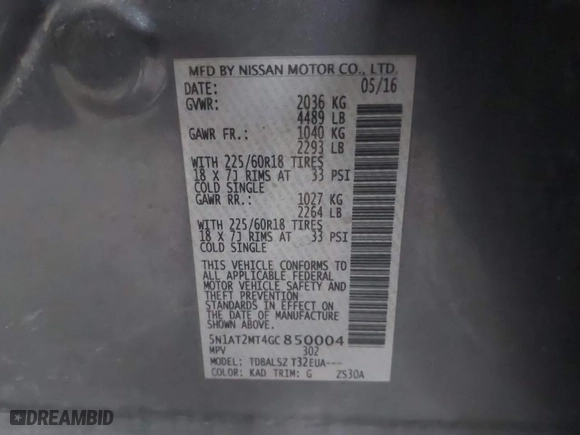 MFD BY NISSAN MOTOR CO., LTD.
DATE: 05/16
GVWR: 2036 KG
4489 LB
GAWR FR.: 1040 KG
2293 LB
WITH 225/60R18 TIRES
18 X 7J RIMS AT 33 PSI
COLD SINGLE
GAWR RR.: 1027 KG
2264 LB
WITH 225/60R18 TIRES
18 X 7J RIMS AT 33 PSI
COLD SINGLE
THIS VEHICLE CONFORMS TO
ALL APPLICABLE FEDERAL
MOTOR VEHICLE SAFETY AND
THEFT PREVENTION
STANDARDS IN EFFECT ON
THE DATE OF MANUFACTURE
SHOWN ABOVE.
5N1AT2MT4GC850004
MPV 302
MODEL: TDBALSZ T32EUA---
COLOR: KAD TRIM: G ZS30A
DREAMBID